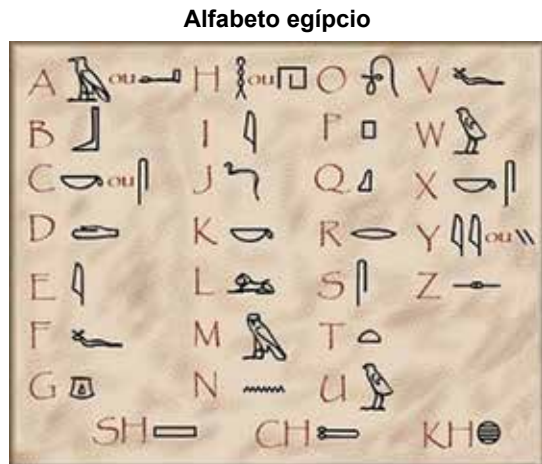 Alfabeto egípcio
A ou H ou O V
B I P W
C ou J Q X
D K R Y ou
E L S Z
F M T
G N U
SH CH KH